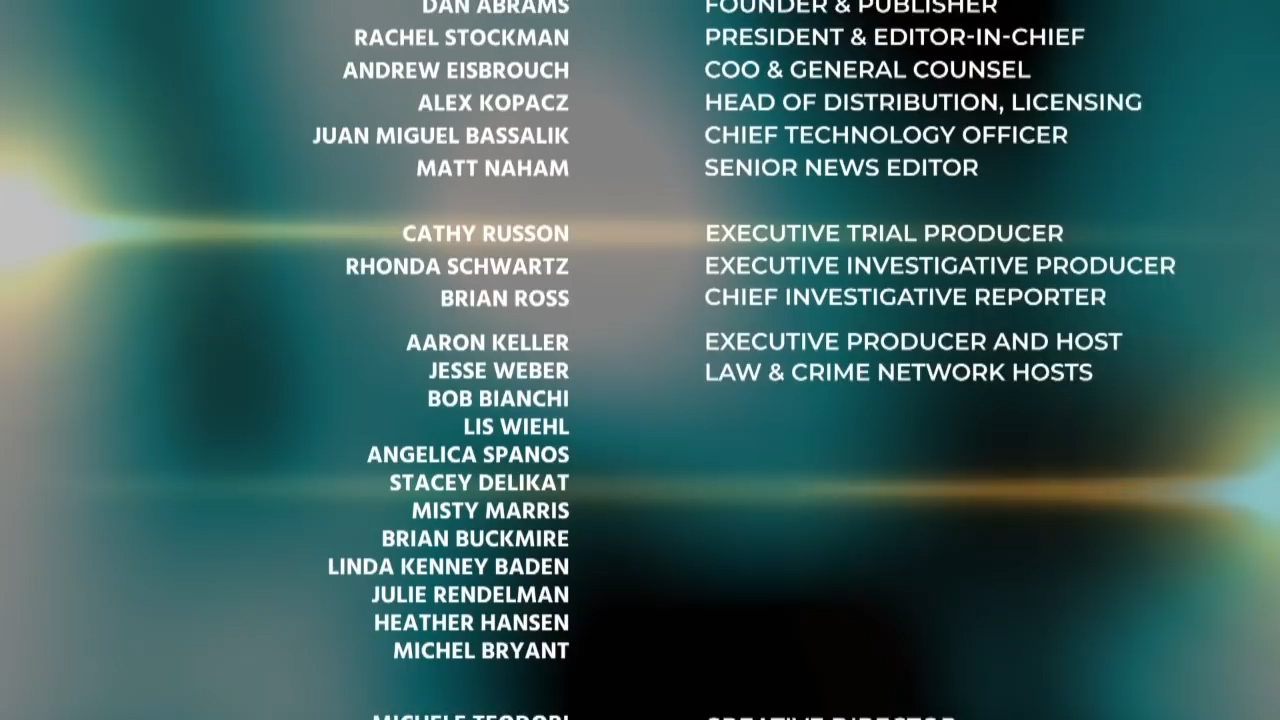 DAN ABRAMS FOUNDER & PUBLISHER
RACHEL STOCKMAN PRESIDENT & EDITOR-IN-CHIEF
ANDREW EISBROUCH COO & GENERAL COUNSEL
ALEX KOPACZ HEAD OF DISTRIBUTION, LICENSING
JUAN MIGUEL BASSALIK CHIEF TECHNOLOGY OFFICER
MATT NAHAM SENIOR NEWS EDITOR
CATHY RUSSON EXECUTIVE TRIAL PRODUCER
RHONDA SCHWARTZ EXECUTIVE INVESTIGATIVE PRODUCER
BRIAN ROSS CHIEF INVESTIGATIVE REPORTER
AARON KELLER EXECUTIVE PRODUCER AND HOST
JESSE WEBER LAW & CRIME NETWORK HOSTS
BOB BIANCHI
LIS WIEHL
ANGELICA SPANOS
STACEY DELIKAT
MISTY MARRIS
BRIAN BUCKMIRE
LINDA KENNEY BADEN
JULIE RENDELMAN
HEATHER HANSEN
MICHEL BRYANT
MICHELE TEODORI CREATIVE DIRECTOR